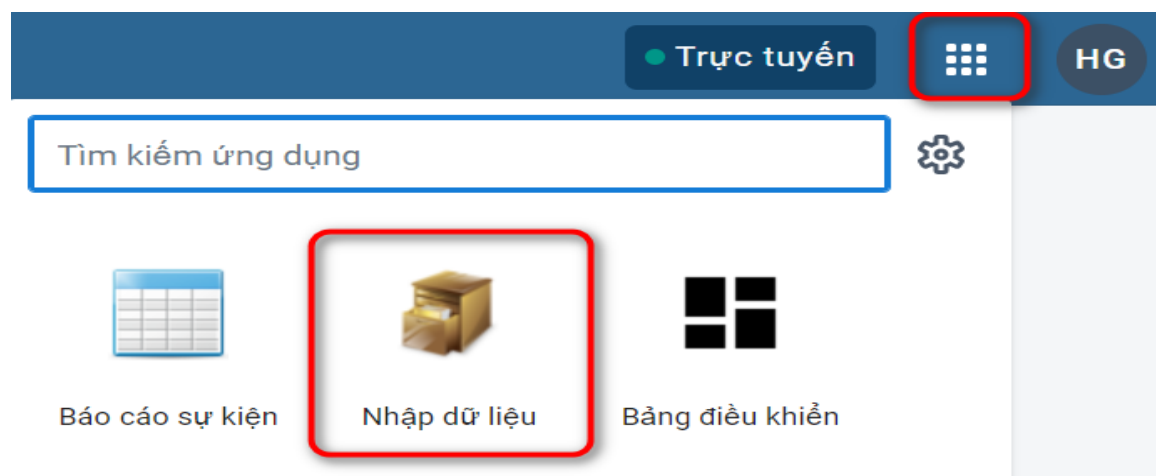 Trực tuyến
HG
Tìm kiếm ứng dụng
Báo cáo sự kiện
Nhập dữ liệu
Bảng điều khiển